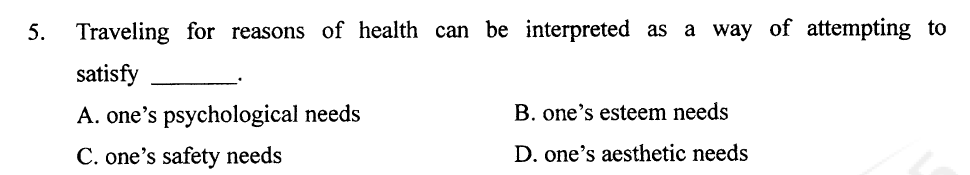 5. Traveling for reasons of health can be interpreted as a way of attempting to
satisfy _______.
A. one's psychological needs B. one's esteem needs
C. one's safety needs D. one's aesthetic needs